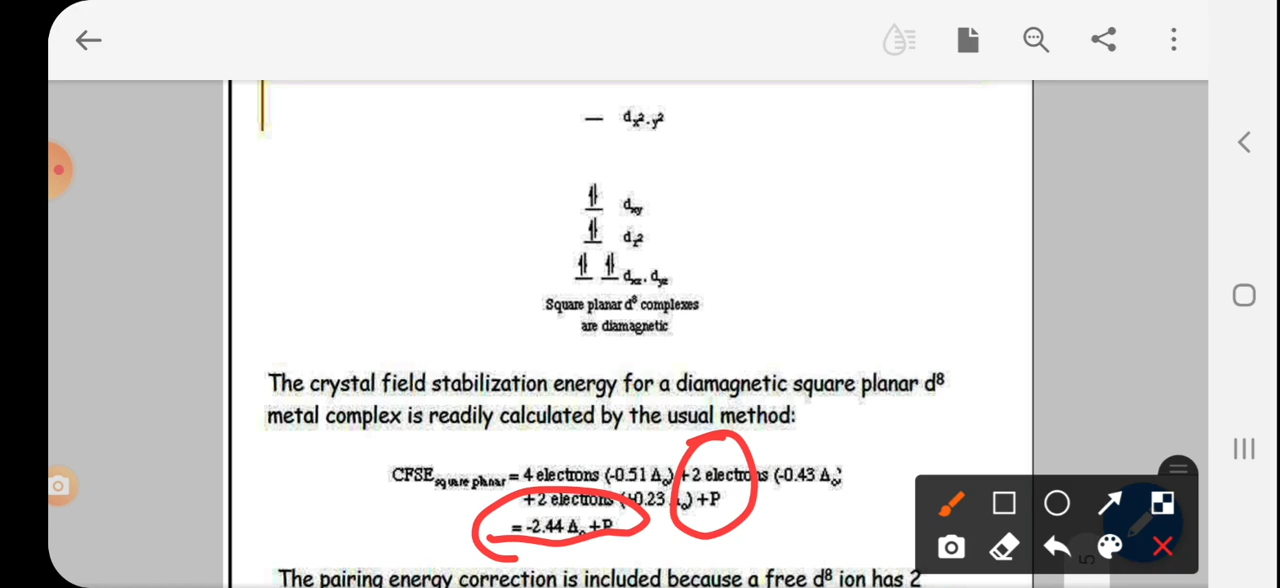 dx²-y²
dxy
dz²
dxz, dyz
Square planar d⁸ complexes
are diamagnetic
The crystal field stabilization energy for a diamagnetic square planar d⁸
metal complex is readily calculated by the usual method:
CFSE square planar = 4 electrons (-0.51 Δo) +2 electrons (-0.43 Δo)
+2 electrons (+0.23 Δo) +P
= -2.44 Δo +P
The pairing energy correction is included because a free d⁸ ion has 2
5